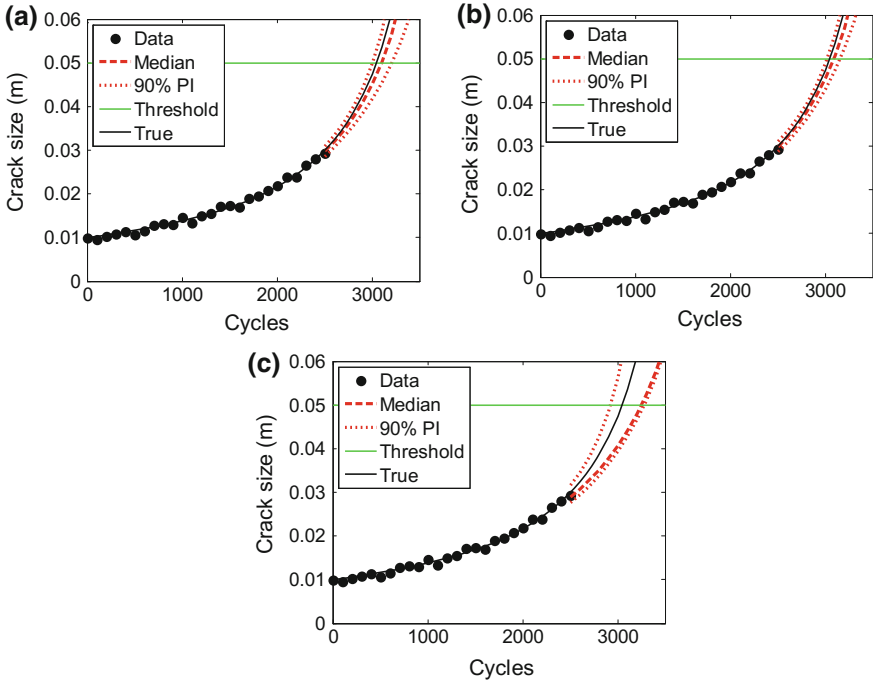 (a)
0.06
0.05
0.04
0.03
0.02
0.01
0
Crack size (m)
Data
Median
90% PI
Threshold
True
0
1000
2000
3000
Cycles
(b)
0.06
0.05
0.04
0.03
0.02
0.01
0
Crack size (m)
Data
Median
90% PI
Threshold
True
0
1000
2000
3000
Cycles
(c)
0.06
0.05
0.04
0.03
0.02
0.01
0
Crack size (m)
Data
Median
90% PI
Threshold
True
0
1000
2000
3000
Cycles